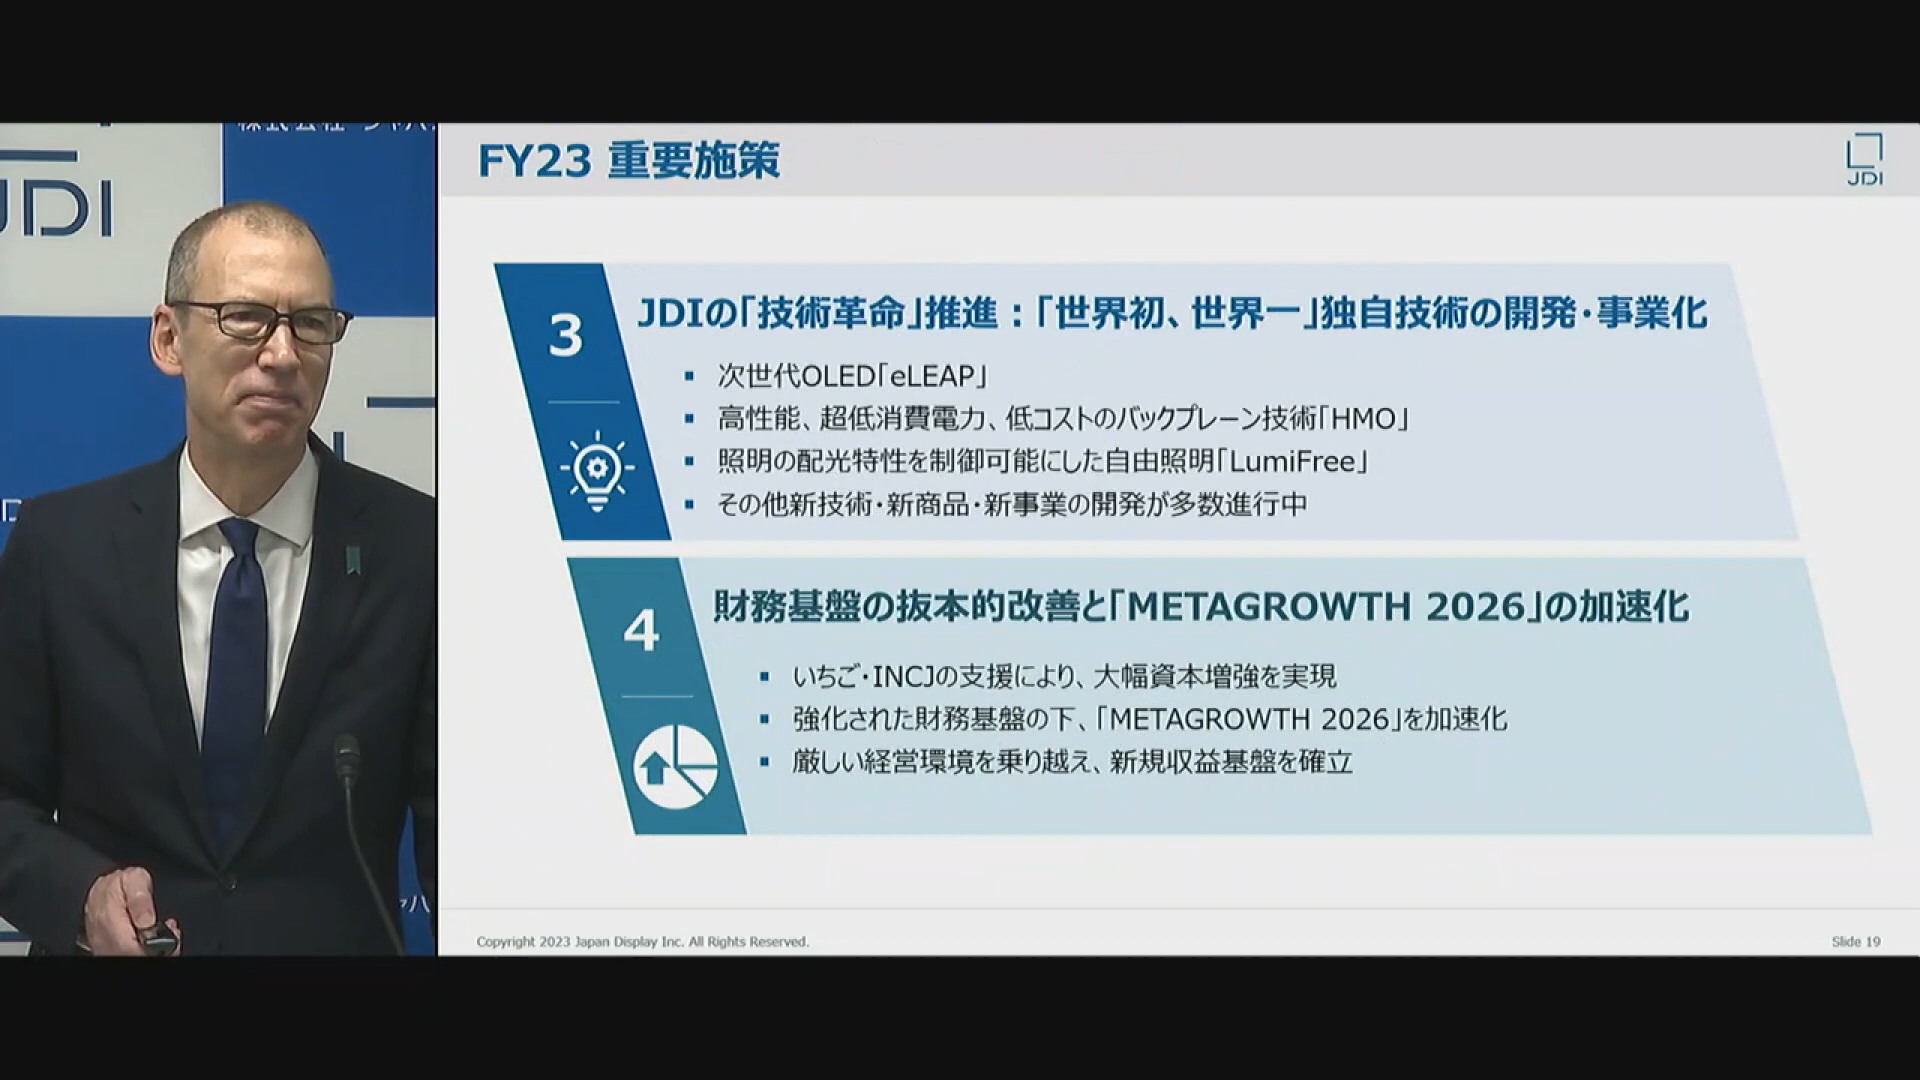 株式会社 ジャパ
JDI
FY23 重要施策
JDI
3
JDIの「技術革命」推進：「世界初、世界一」独自技術の開発・事業化
▪ 次世代OLED「eLEAP」
▪ 高性能、超低消費電力、低コストのバックプレーン技術「HMO」
▪ 照明の配光特性を制御可能にした自由照明「LumiFree」
▪ その他新技術・新商品・新事業の開発が多数進行中
4
財務基盤の抜本的改善と「METAGROWTH 2026」の加速化
▪ いちご・INCJの支援により、大幅資本増強を実現
▪ 強化された財務基盤の下、「METAGROWTH 2026」を加速化
▪ 厳しい経営環境を乗り越え、新規収益基盤を確立
Copyright 2023 Japan Display Inc. All Rights Reserved.
Slide 19